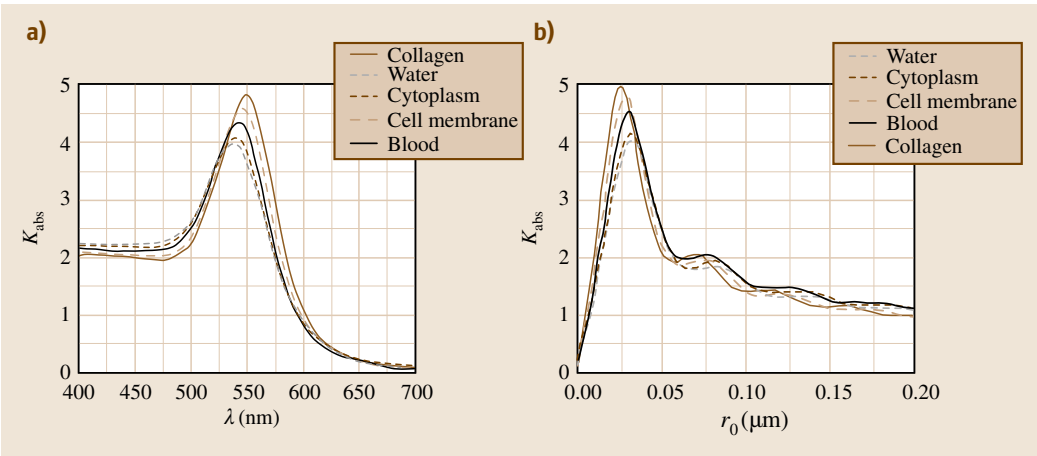 a)
Collagen
Water
Cytoplasm
Cell membrane
Blood
K_abs
5
4
3
2
1
0
400 450 500 550 600 650 700
λ (nm)
b)
Water
Cytoplasm
Cell membrane
Blood
Collagen
K_abs
5
4
3
2
1
0
0.00 0.05 0.10 0.15 0.20
r_0 (μm)